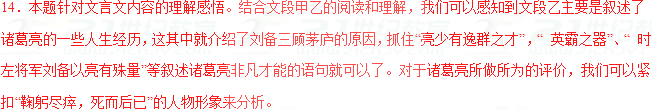 14．本题针对文言文内容的理解感悟。结合文段甲乙的阅读和理解，我们可以感知到文段乙主要是叙述了
诸葛亮的一些人生经历，这其中就介绍了刘备三顾茅庐的原因，抓住“亮少有逸群之才”，“ 英霸之器”、“ 时
左将军刘备以亮有殊量”等叙述诸葛亮非凡才能的语句就可以了。对于诸葛亮所做所为的评价，我们可以紧
扣“鞠躬尽瘁，死而后已”的人物形象来分析。